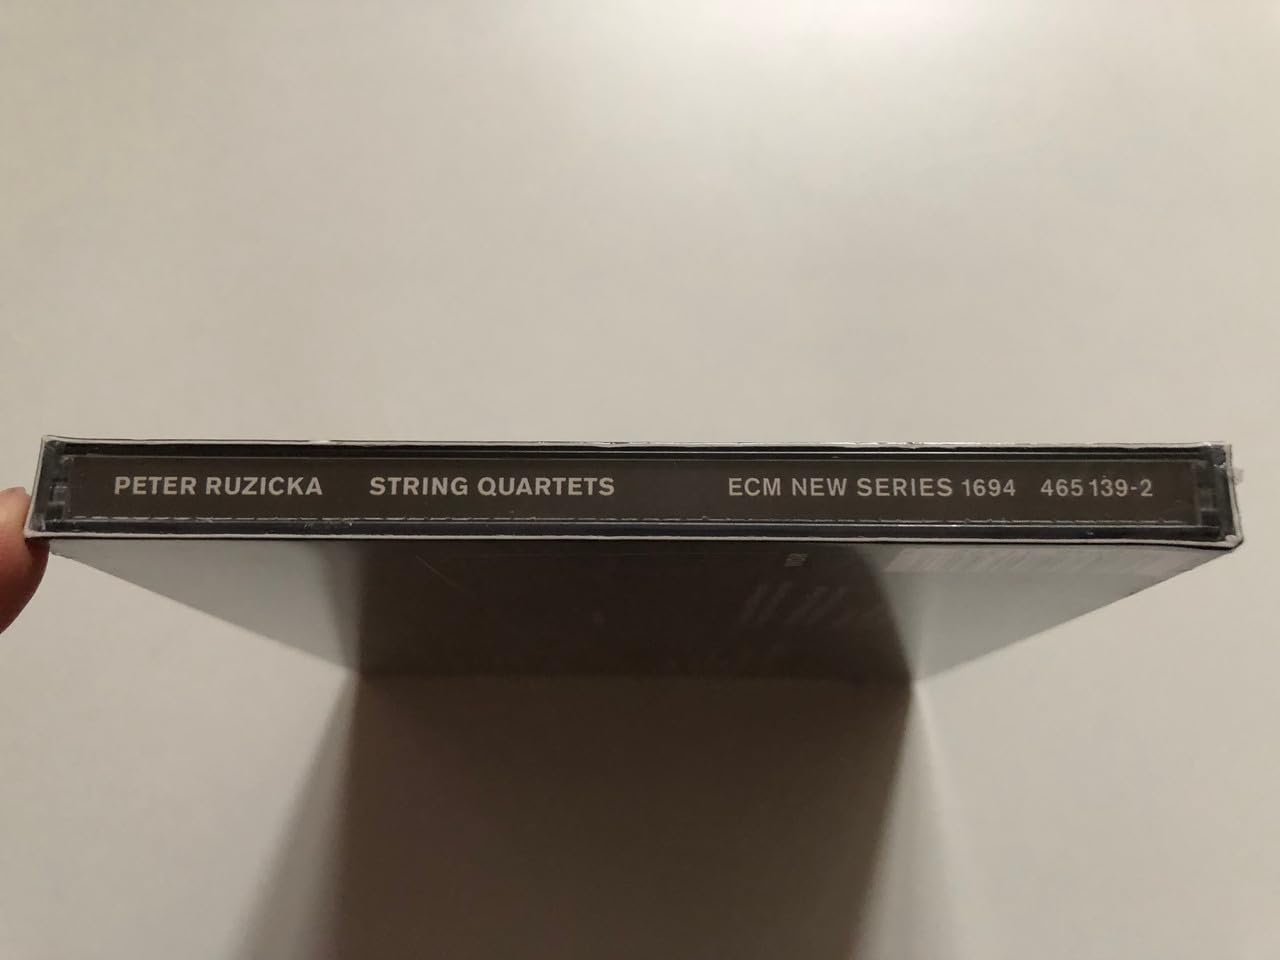 PETER RUZICKA STRING QUARTETS ECM NEW SERIES 1694 465 139-2